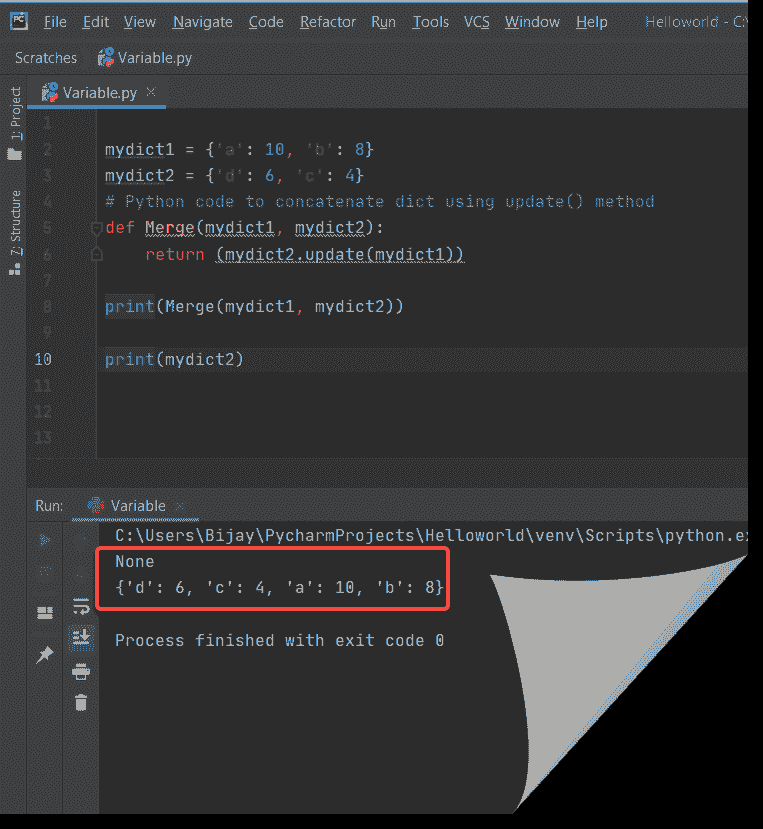 PC File Edit View Navigate Code Refactor Run Tools VCS Window Help Helloworld - C:\
Scratches Variable.py
Variable.py
1: Project
Z: Structure
1
2 mydict1 = {'a': 10, 'b': 8}
3 mydict2 = {'d': 6, 'c': 4}
4 # Python code to concatenate dict using update() method
5 def Merge(mydict1, mydict2):
6 return (mydict2.update(mydict1))
7
8 print(Merge(mydict1, mydict2))
9
10 print(mydict2)
11
12
13
Run: Variable
C:\Users\Bijay\PycharmProjects\Helloworld\venv\Scripts\python.ex
None
{'d': 6, 'c': 4, 'a': 10, 'b': 8}
Process finished with exit code 0